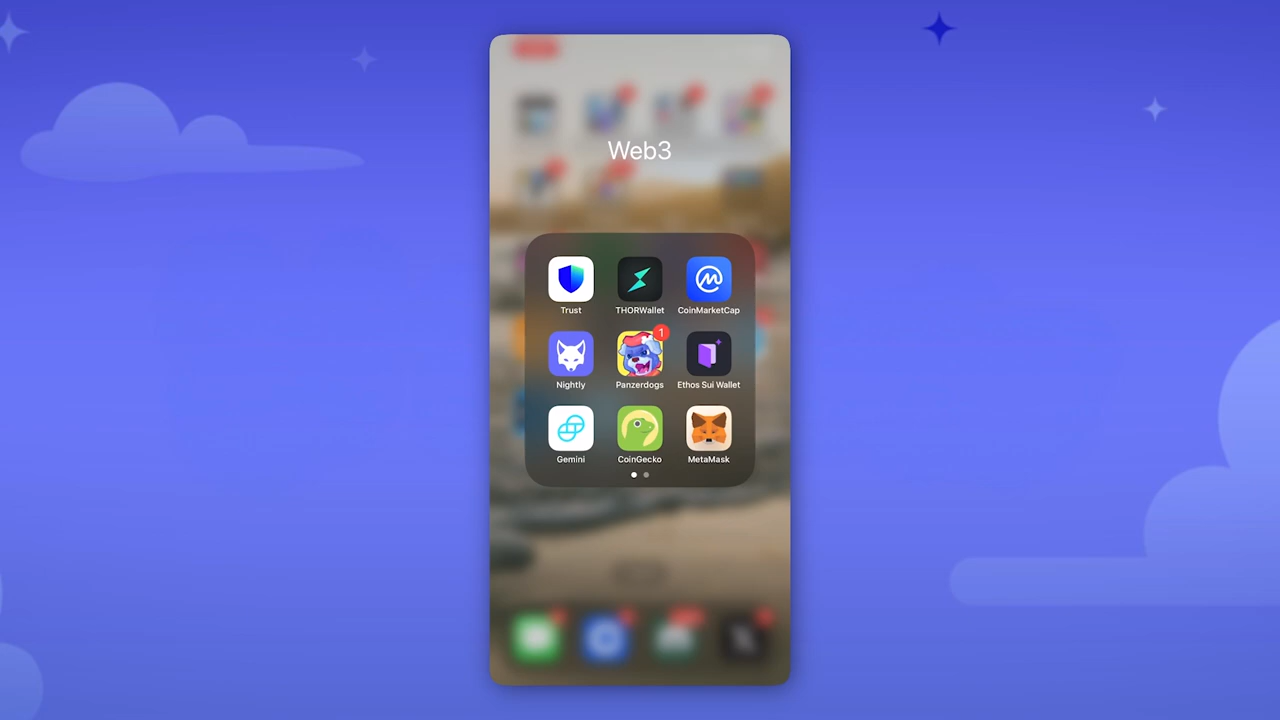 Web3
Trust THORWallet CoinMarketCap
1
Nightly Panzerdogs Ethos Sui Wallet
Gemini CoinGecko MetaMask